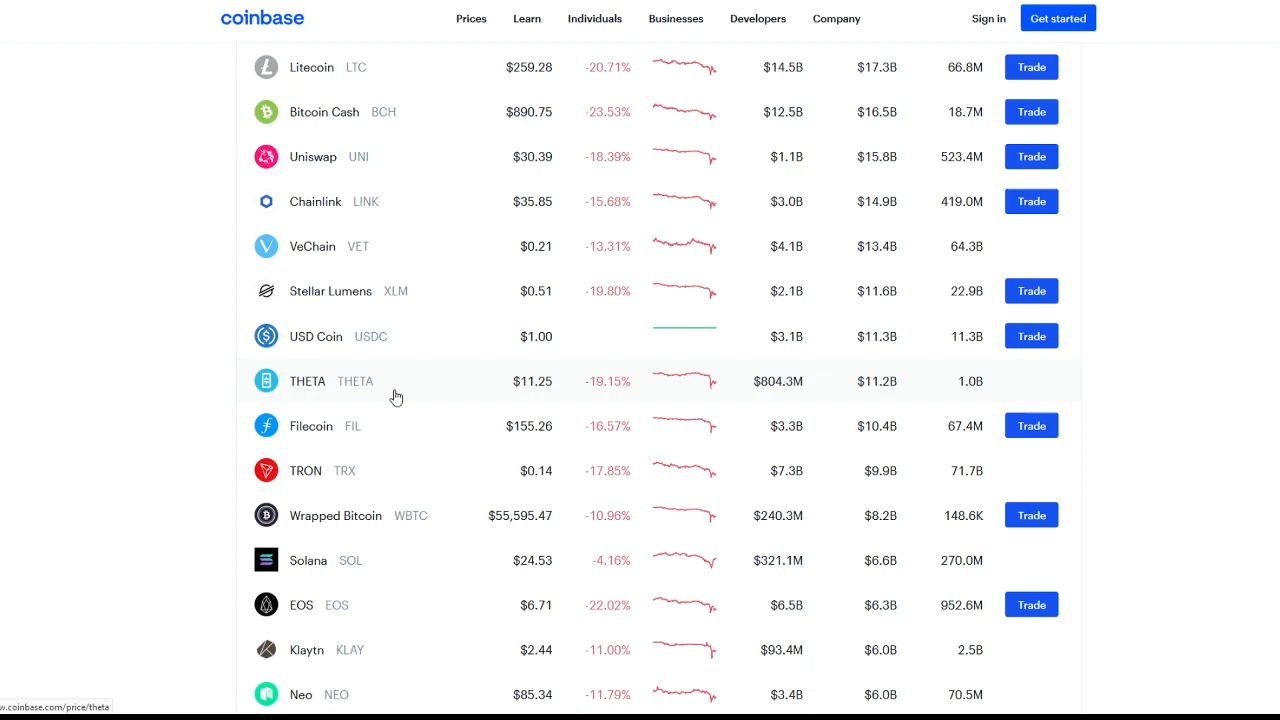 coinbase Prices Learn Individuals Businesses Developers Company Sign in Get started
Litecoin LTC $259.28 -20.71% $14.5B $17.3B 66.8M Trade
Bitcoin Cash BCH $890.75 -23.53% $12.5B $16.5B 18.7M Trade
Uniswap UNI $30.39 -18.39% $1.1B $15.8B 523.4M Trade
Chainlink LINK $35.85 -15.68% $3.0B $14.9B 419.0M Trade
VeChain VET $0.21 -13.31% $4.1B $13.4B 64.3B
Stellar Lumens XLM $0.51 -19.80% $2.1B $11.6B 22.9B Trade
USD Coin USDC $1.00 $3.1B $11.3B 11.3B Trade
THETA THETA $11.25 -19.15% $804.3M $11.2B 1.0B
Filecoin FIL $155.26 -16.57% $3.3B $10.4B 67.4M Trade
TRON TRX $0.14 -17.85% $7.3B $9.9B 71.7B
Wrapped Bitcoin WBTC $55,595.47 -10.96% $240.3M $8.2B 148.6K Trade
Solana SOL $24.53 -4.16% $321.1M $6.6B 270.0M
EOS EOS $6.71 -22.02% $6.5B $6.3B 952.6M Trade
Klaytn KLAY $2.44 -11.00% $93.4M $6.0B 2.5B
Neo NEO $85.34 -11.79% $3.4B $6.0B 70.5M
w.coinbase.com/price/theta